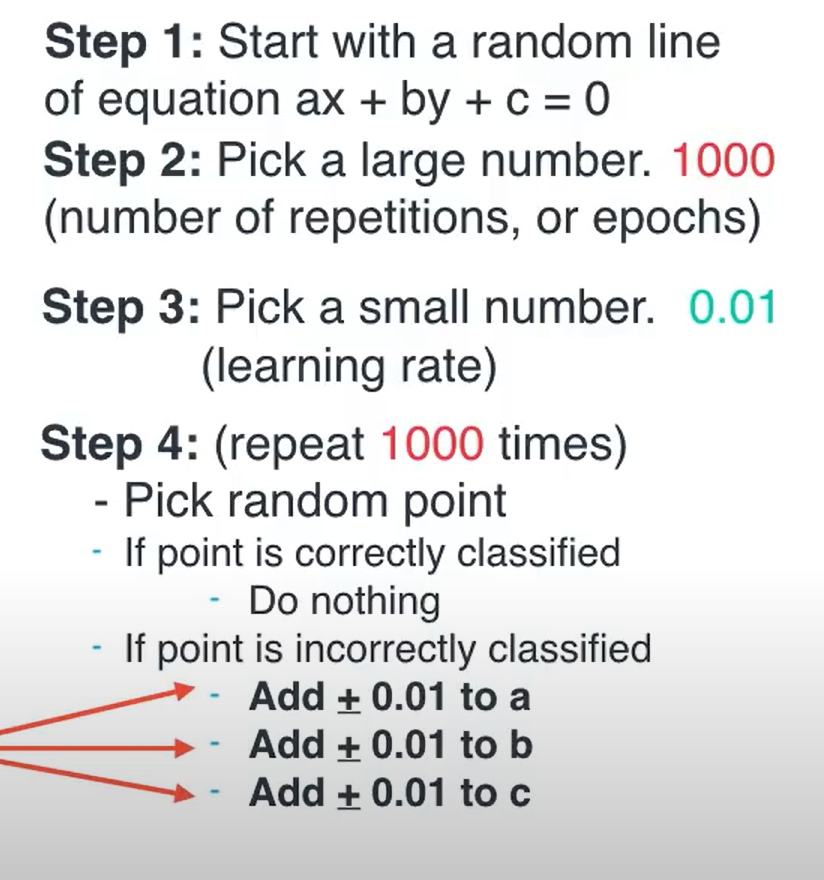 Step 1: Start with a random line
of equation ax + by + c = 0
Step 2: Pick a large number. 1000
(number of repetitions, or epochs)
Step 3: Pick a small number. 0.01
(learning rate)
Step 4: (repeat 1000 times)
- Pick random point
- If point is correctly classified
- Do nothing
- If point is incorrectly classified
- Add ± 0.01 to a
- Add ± 0.01 to b
- Add ± 0.01 to c